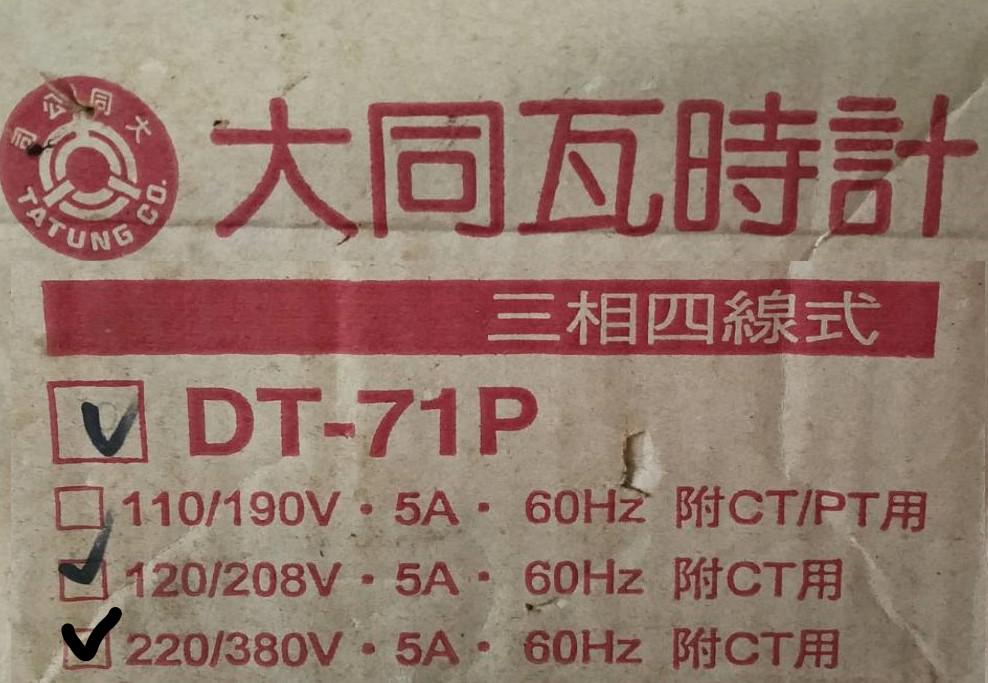 大同公司
TATUNG CO.
大同瓦時計
三相四線式
DT-71P
110/190V・5A・60Hz 附CT/PT用
120/208V・5A・60Hz 附CT用
220/380V・5A・60Hz 附CT用